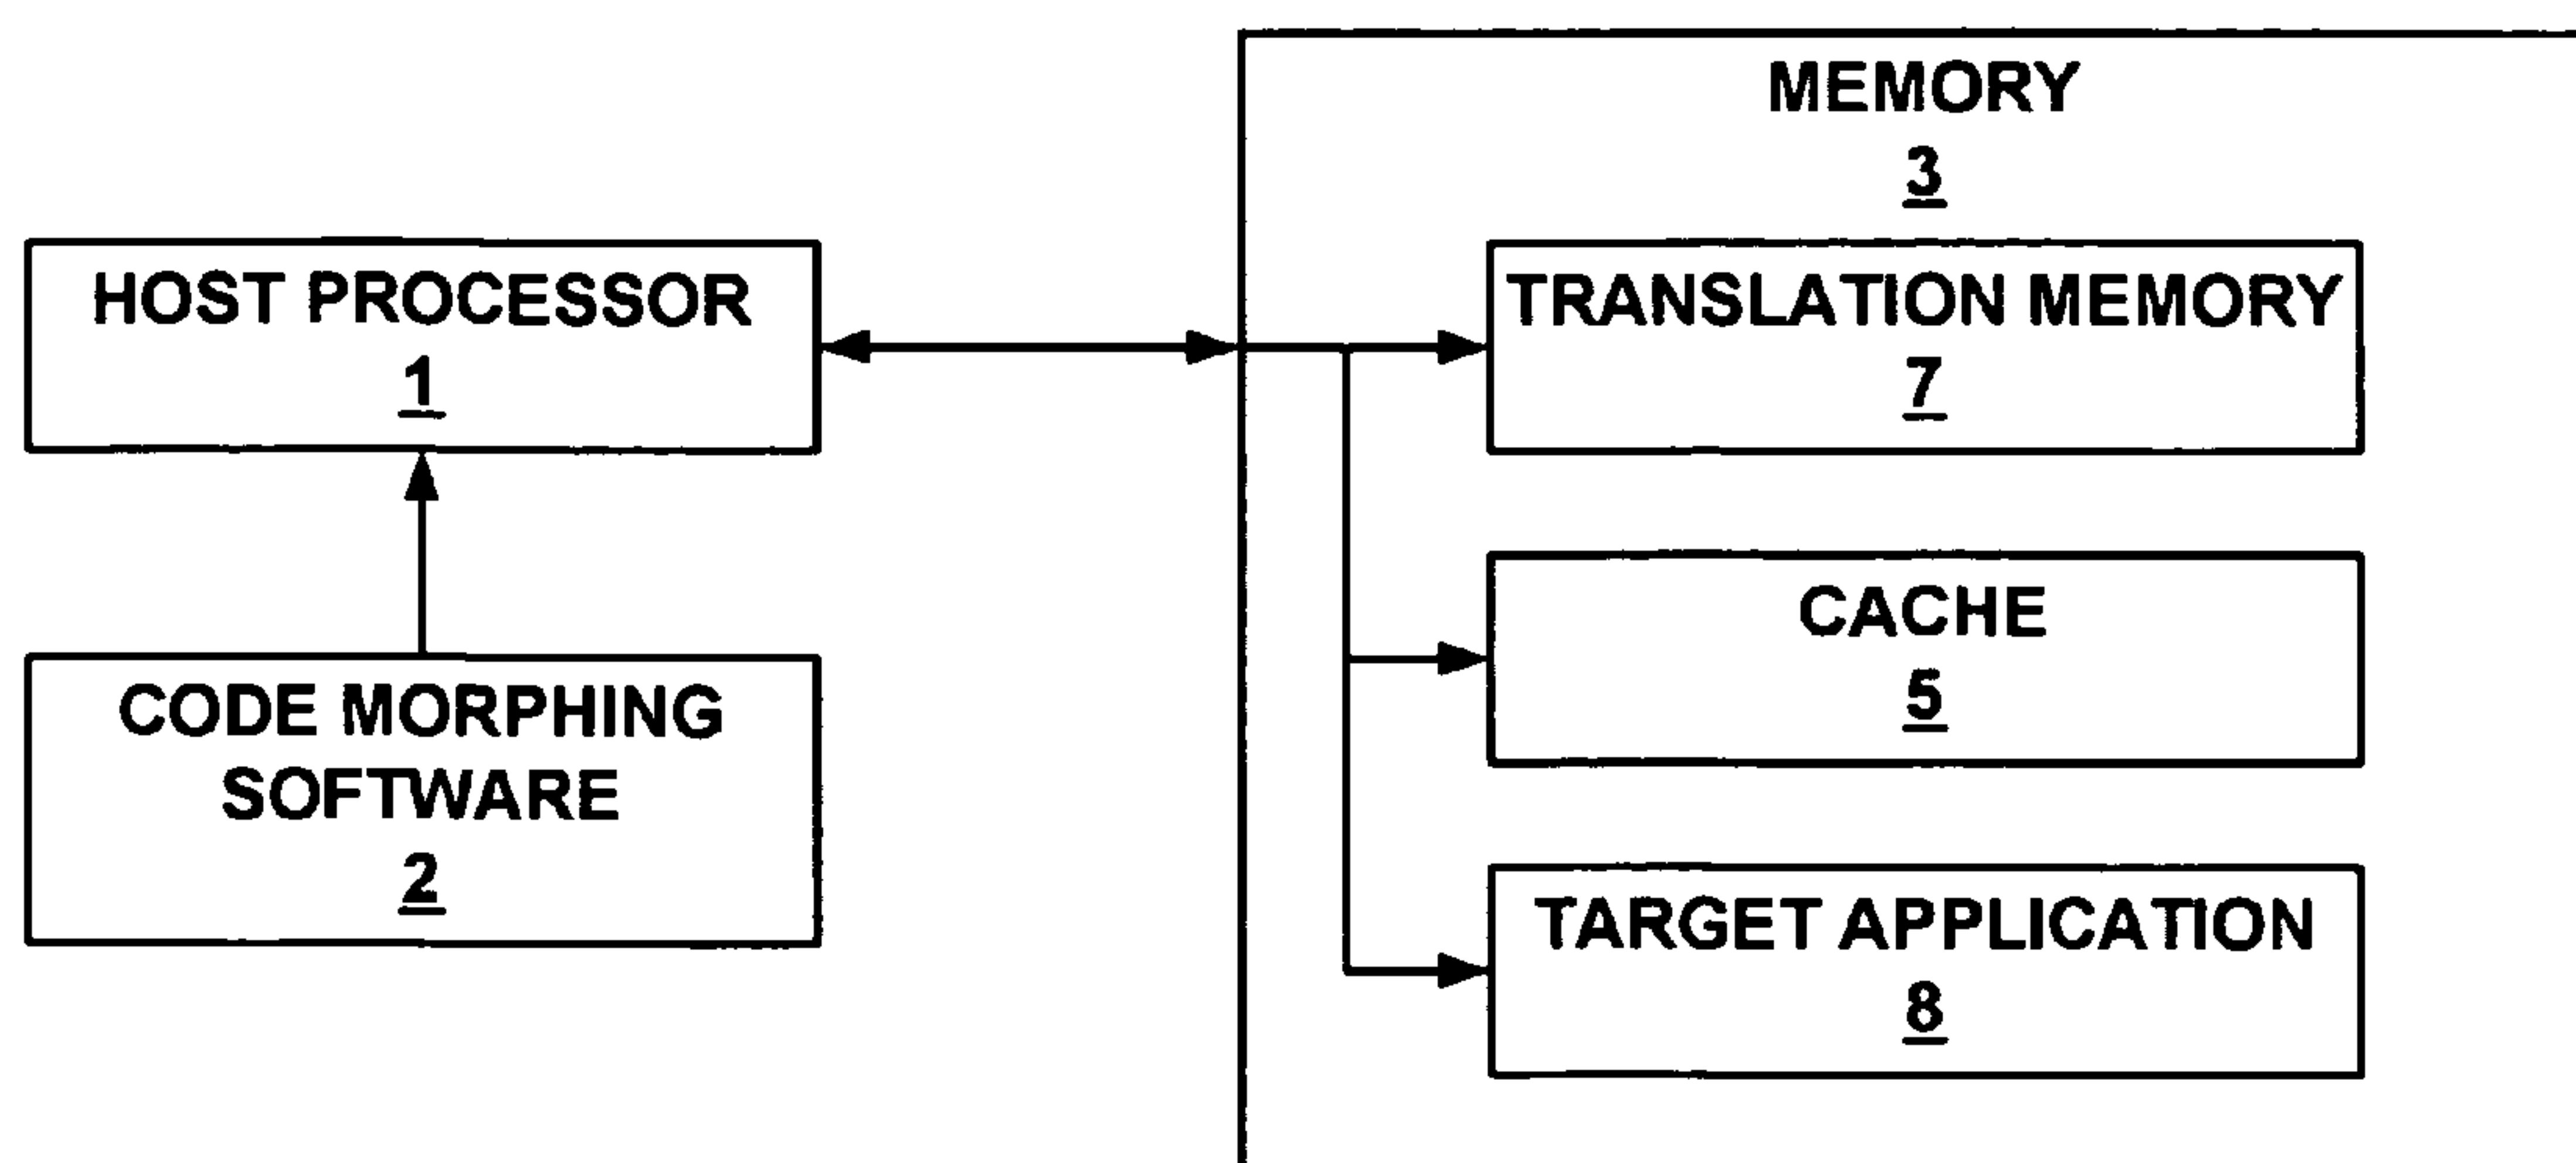 MEMORY
3
HOST PROCESSOR
1
TRANSLATION MEMORY
7
CODE MORPHING
SOFTWARE
2
CACHE
5
TARGET APPLICATION
8